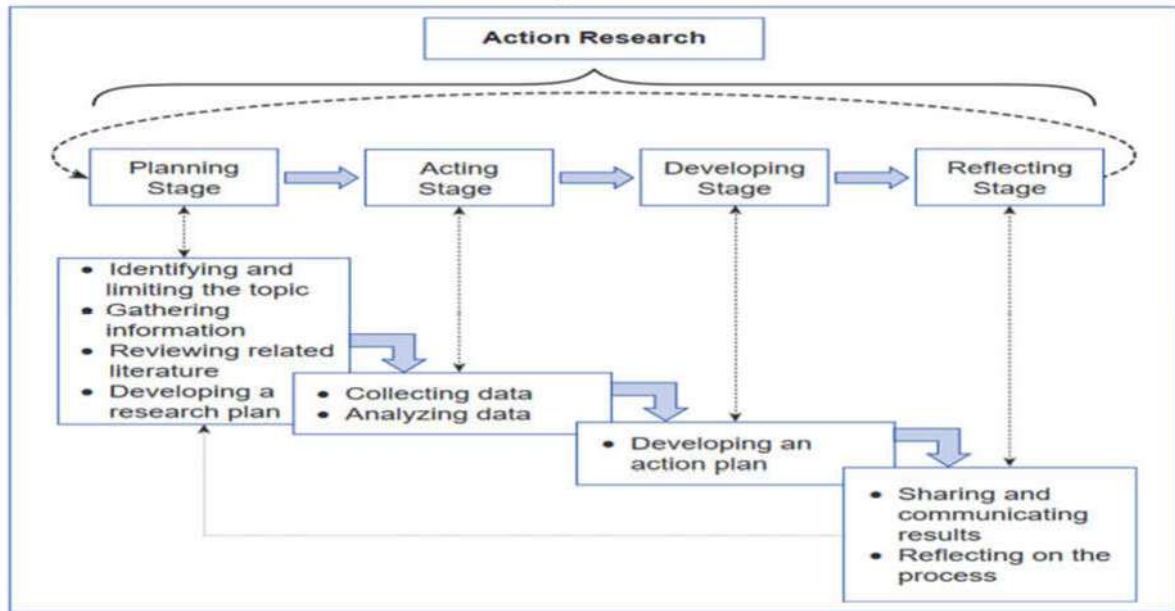 Action Research
Planning
Stage
Acting
Stage
Developing
Stage
Reflecting
Stage
• Identifying and
limiting the topic
• Gathering
information
• Reviewing related
literature
• Developing a
research plan
• Collecting data
• Analyzing data
• Developing an
action plan
• Sharing and
communicating
results
• Reflecting on the
process